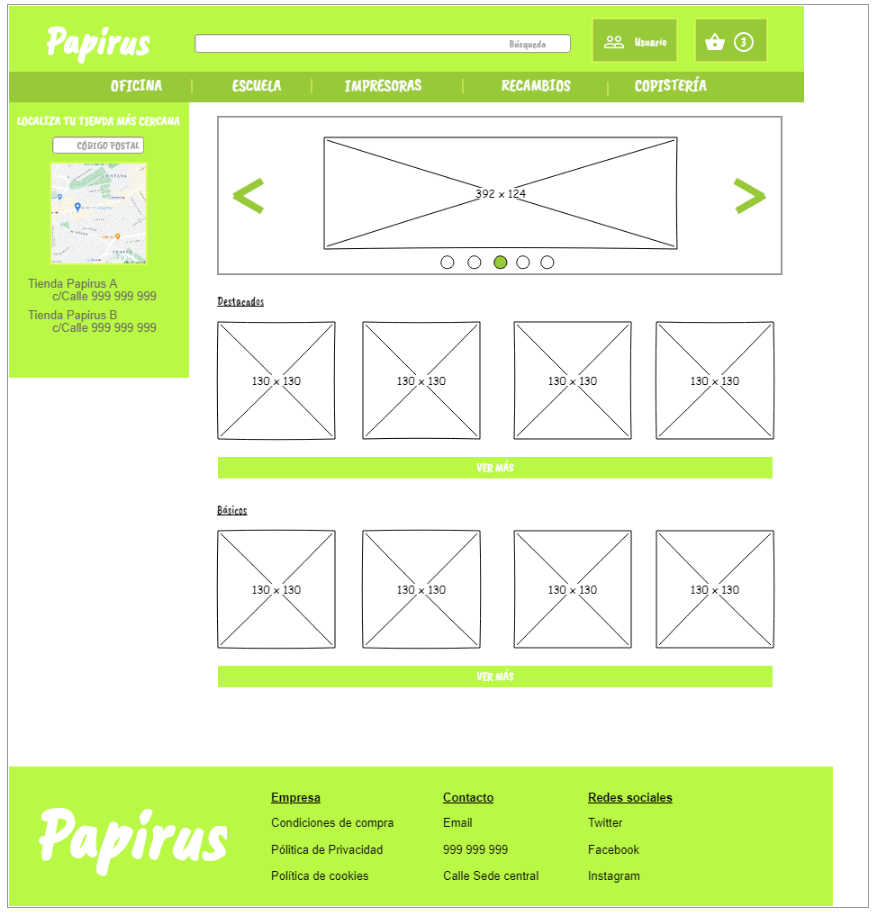 Papirus
Búsqueda
Usuario
3
OFICINA
ESCUELA
IMPRESORAS
RECAMBIOS
COPISTERÍA
LOCALIZA TU TIENDA MÁS CERCANA
CÓDIGO POSTAL
Tienda Papirus A
c/Calle 999 999 999
Tienda Papirus B
c/Calle 999 999 999
<
392 x 124
>
Destacados
130 x 130
130 x 130
130 x 130
130 x 130
VER MÁS
Básicos
130 x 130
130 x 130
130 x 130
130 x 130
VER MÁS
Papirus
Empresa
Condiciones de compra
Pólitica de Privacidad
Política de cookies
Contacto
Email
999 999 999
Calle Sede central
Redes sociales
Twitter
Facebook
Instagram